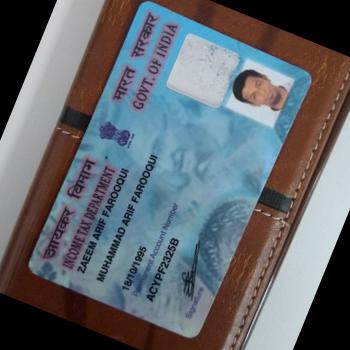 आयकर विभाग
INCOME TAX DEPARTMENT
भारत सरकार
GOVT. OF INDIA
ZAEEM ARIF FAROOQUI
MUHAMMAD ARIF FAROOQUI
18/10/1995
Permanent Account Number
ACYPF2325B
Signature